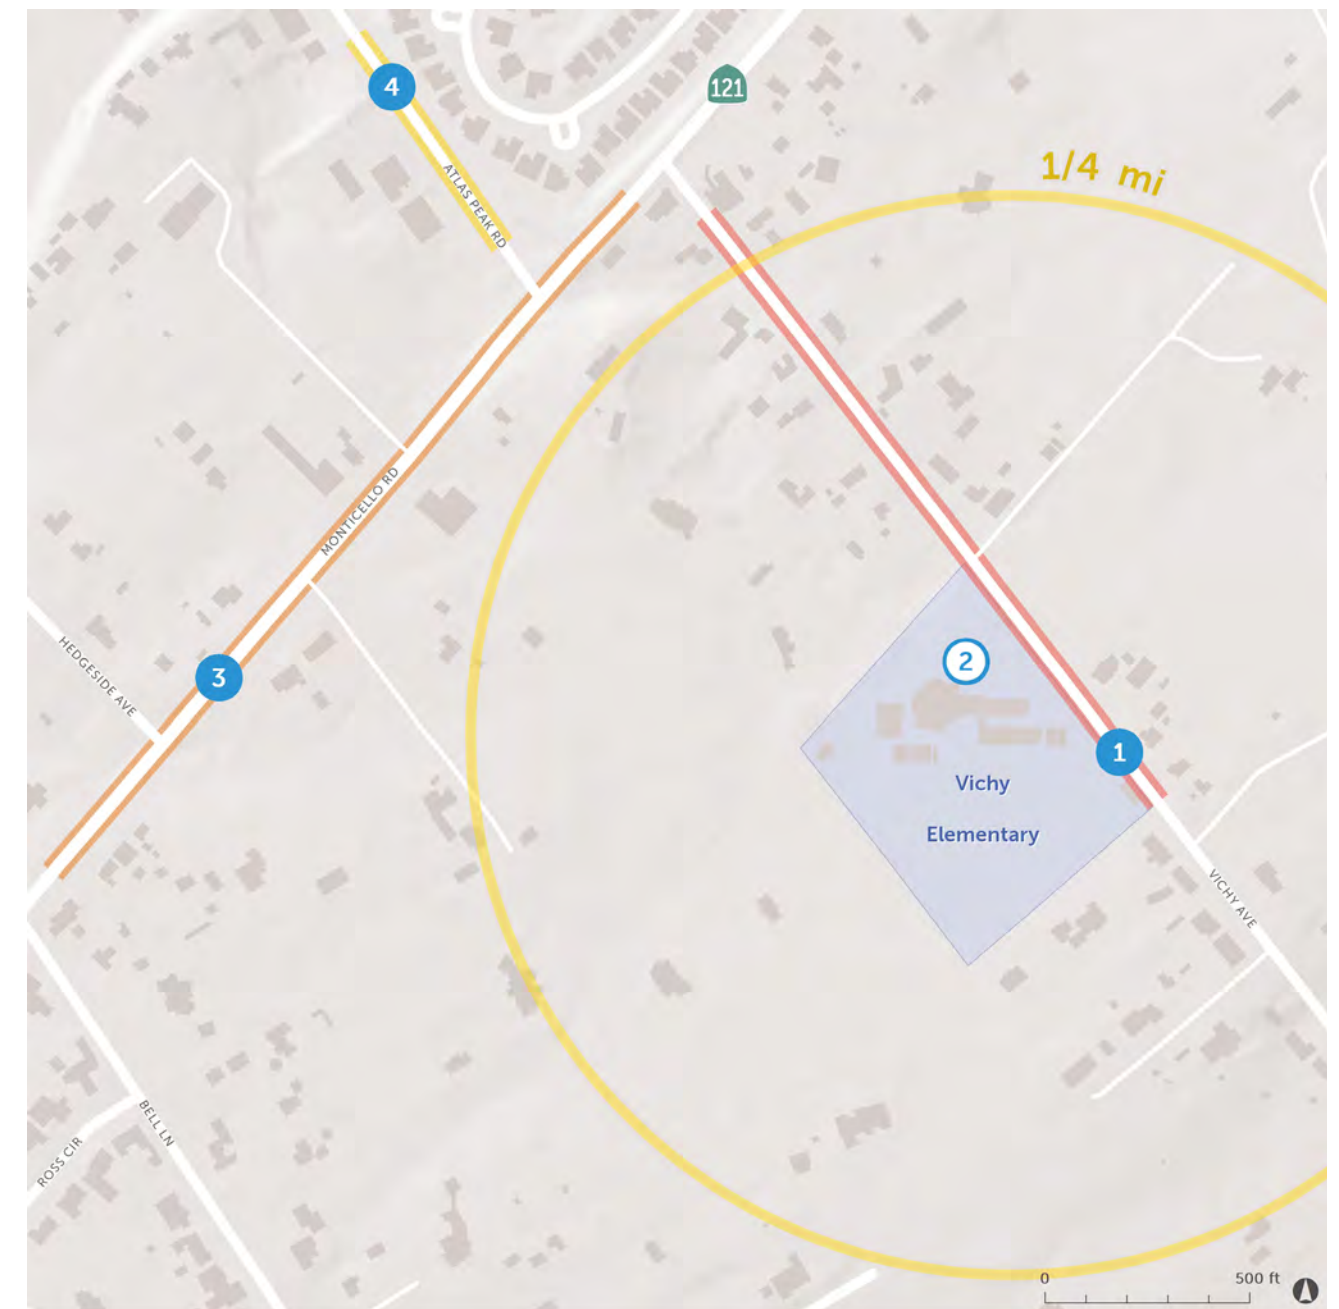 4
121
1/4 mi
ATLAS PEAK RD
MONTICELLO RD
HEDGESIDE AVE
3
2
1
Vichy
Elementary
VICHY AVE
BELL LN
ROSS CIR
0
500 ft